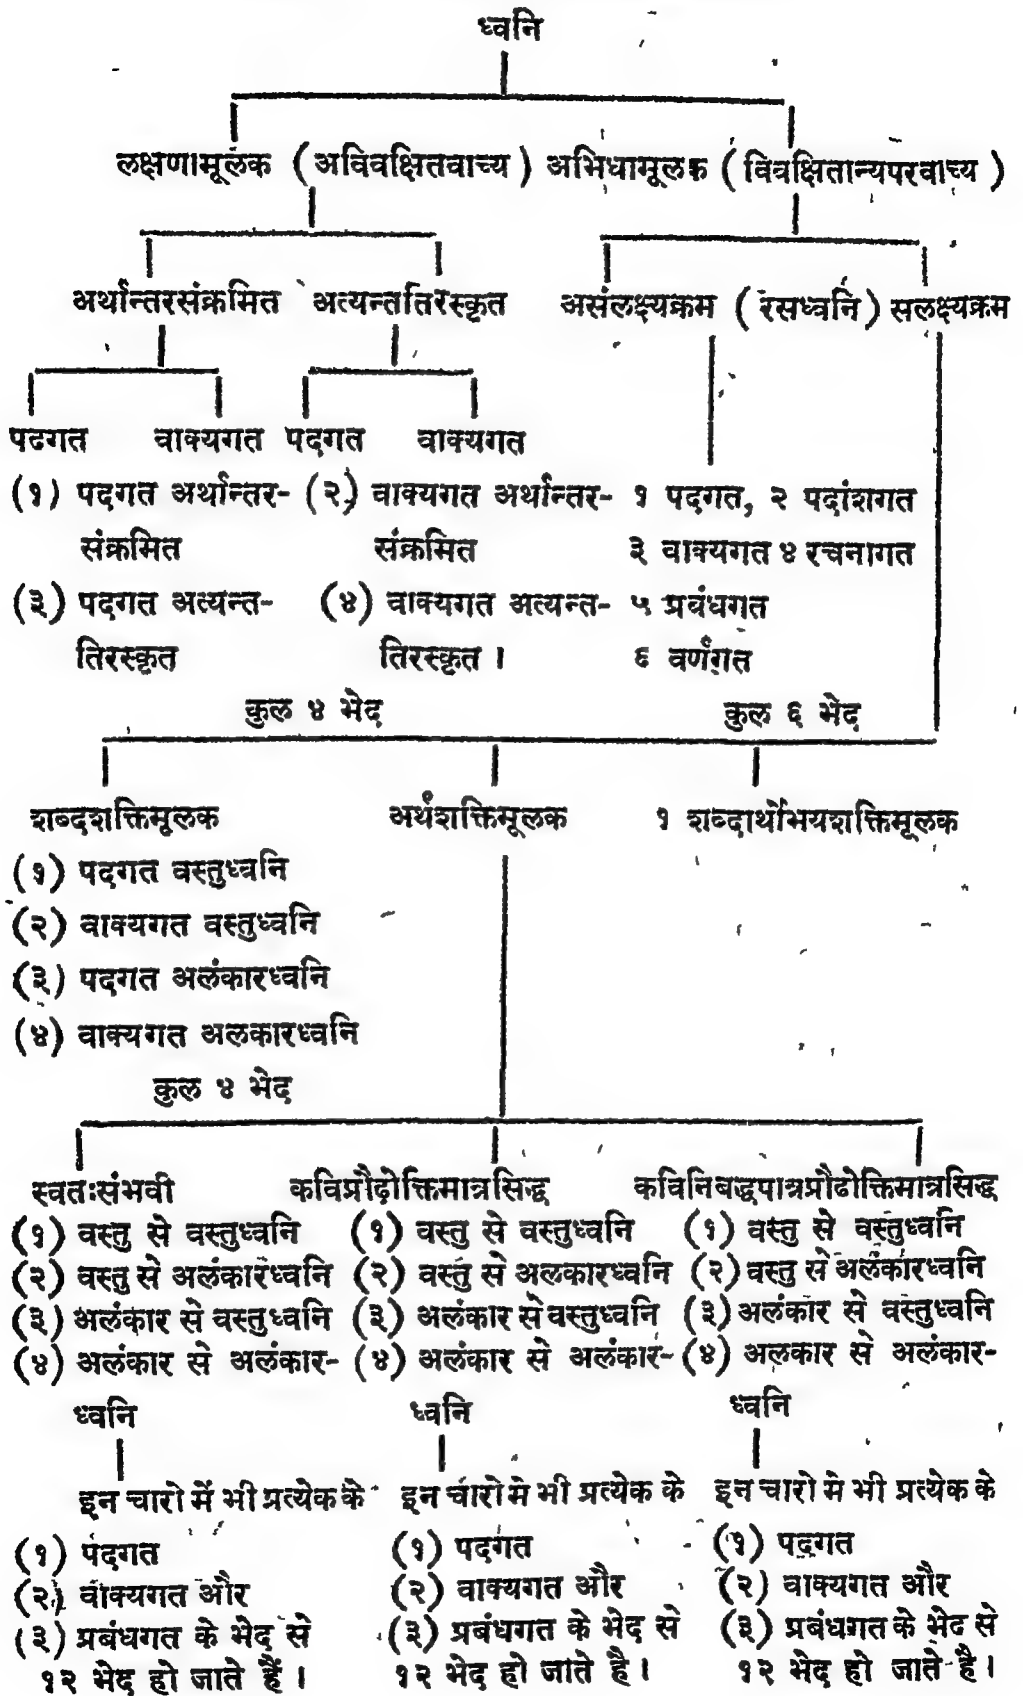 ध्वनि
लक्षणामूलक (अविवक्षितवाच्य) अभिधामूलक (विवक्षितान्यपरवाच्य)
अर्थान्तरसंक्रमित अत्यन्ततिरस्कृत असंलक्ष्यक्रम (रसध्वनि) सलक्ष्यक्रम
पदगत वाक्यगत पदगत वाक्यगत
(१) पदगत अर्थान्तर- (२) वाक्यगत अर्थान्तर- १ पदगत, २ पदांशगत
संक्रमित संक्रमित ३ वाक्यगत ४ रचनागत
(३) पदगत अत्यन्त- (४) वाक्यगत अत्यन्त- ५ प्रबंधगत
तिरस्कृत तिरस्कृत । ६ वर्णगत
कुल ४ भेद कुल ६ भेद
शब्दशक्तिमूलक अर्थशक्तिमूलक १ शब्दार्थोभयशक्तिमूलक
(१) पदगत वस्तुध्वनि
(२) वाक्यगत वस्तुध्वनि
(३) पदगत अलंकारध्वनि
(४) वाक्यगत अलकारध्वनि
कुल ४ भेद
स्वतःसंभवी कविप्रौढ़ोक्तिमात्रसिद्ध कविनिबद्धपात्रप्रौढोक्तिमात्रसिद्ध
(१) वस्तु से वस्तुध्वनि (१) वस्तु से वस्तुध्वनि (१) वस्तु से वस्तुध्वनि
(२) वस्तु से अलंकारध्वनि (२) वस्तु से अलकारध्वनि (२) वस्तु से अलंकारध्वनि
(३) अलंकार से वस्तुध्वनि (३) अलंकार से वस्तुध्वनि (३) अलंकार से वस्तुध्वनि
(४) अलंकार से अलंकार- (४) अलंकार से अलंकार- (४) अलकार से अलंकार-
ध्वनि ध्वनि ध्वनि
इन चारो में भी प्रत्येक के इन चारो मे भी प्रत्येक के इन चारो मे भी प्रत्येक के
(१) पदगत (१) पदगत (१) पदगत
(२) वाक्यगत और (२) वाक्यगत और (२) वाक्यगत और
(३) प्रबंधगत के भेद से (३) प्रबंधगत के भेद से (३) प्रबंधगत के भेद से
१२ भेद हो जाते हैं । १२ भेद हो जाते है । १२ भेद हो जाते है ।